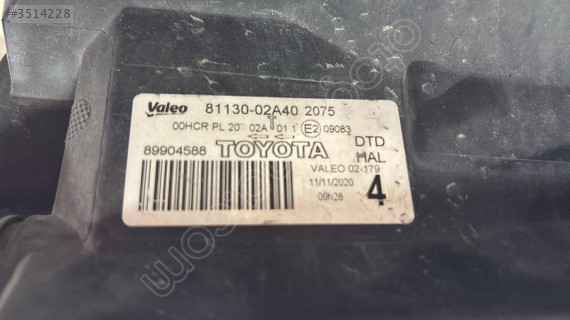 #3514228
Valeo 81130-02A40 2075
00HCR PL 20 02A T 01 1 E2 09083
89904588 TOYOTA DTD
HAL
VALEO 02-179
11/11/2020
09h28
4